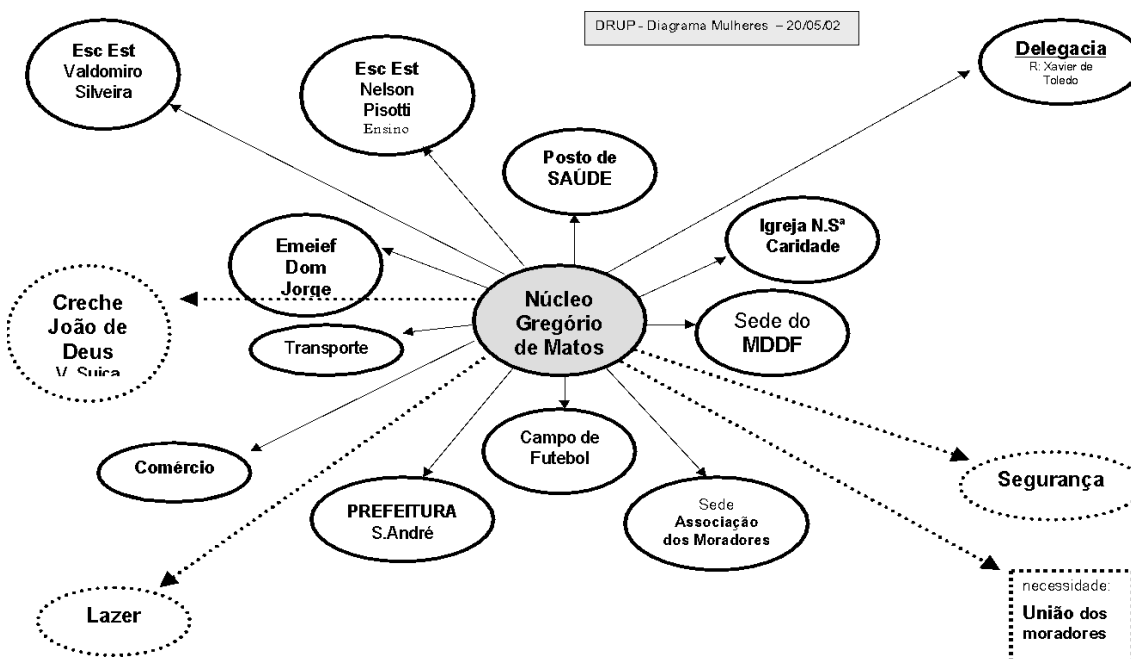 DRUP - Diagrama Mulheres – 20/05/02
Esc Est
Valdomiro
Silveira
Esc Est
Nelson
Pisotti
Ensino
Delegacia
R: Xavier de
Toledo
Posto de
SAÚDE
Igreja N.Sª
Caridade
Emeief
Dom
Jorge
Creche
João de
Deus
V. Suiça
Núcleo
Gregório
de Matos
Sede do
MDDF
Transporte
Comércio
Campo de
Futebol
Segurança
PREFEITURA
S.André
Sede
Associação
dos Moradores
Lazer
necessidade:
União dos
moradores